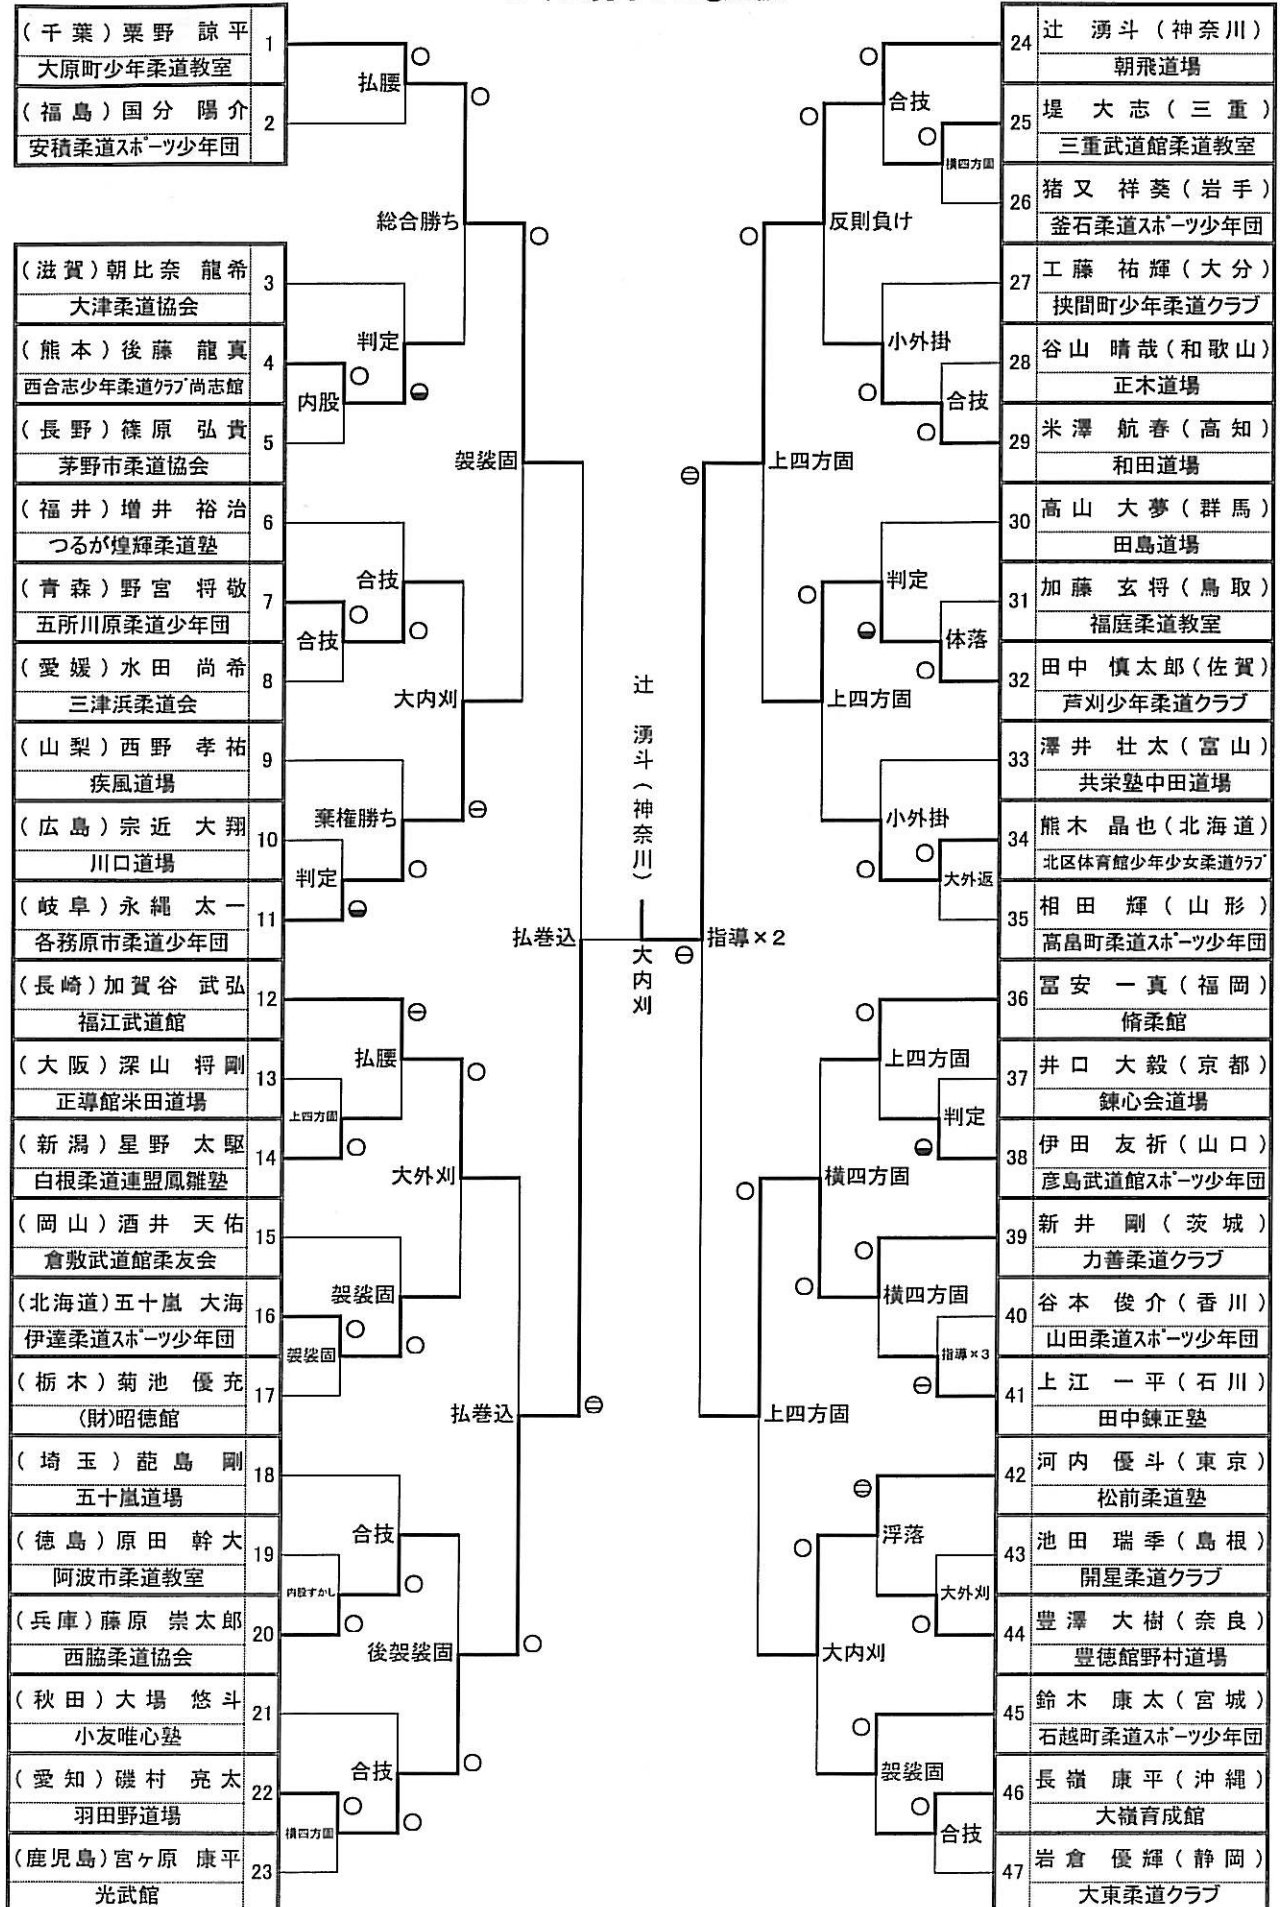 (千葉)栗野 諒平
1
大原町少年柔道教室
(福島)国分 陽介
2
安積柔道スポーツ少年団
(滋賀)朝比奈 龍希
3
大津柔道協会
(熊本)後藤 龍真
4
西合志少年柔道クラブ尚志館
(長野)篠原 弘貴
5
茅野市柔道協会
(福井)増井 裕治
6
つるが煌輝柔道塾
(青森)野宮 将敬
7
五所川原柔道少年団
(愛媛)水田 尚希
8
三津浜柔道会
(山梨)西野 孝祐
9
疾風道場
(広島)宗近 大翔
10
川口道場
(岐阜)永縄 太一
11
各務原市柔道少年団
(長崎)加賀谷 武弘
12
福江武道館
(大阪)深山 将剛
13
正導館米田道場
(新潟)星野 太駆
14
白根柔道連盟鳳雛塾
(岡山)酒井 天佑
15
倉敷武道館柔友会
(北海道)五十嵐 大海
16
伊達柔道スポーツ少年団
(栃木)菊池 優充
17
(財)昭徳館
(埼玉)蓜島 剛
18
五十嵐道場
(徳島)原田 幹大
19
阿波市柔道教室
(兵庫)藤原 崇太郎
20
西脇柔道協会
(秋田)大場 悠斗
21
小友唯心塾
(愛知)磯村 亮太
22
羽田野道場
(鹿児島)宮ヶ原 康平
23
光武館
払腰
総合勝ち
判定
内股
袈裟固
合技
合技
大内刈
棄権勝ち
判定
払巻込
払腰
上四方固
大外刈
袈裟固
袈裟固
払巻込
合技
内股すかし
後袈裟固
合技
横四方固
辻 湧斗(神奈川)
大内刈
合技
横四方固
反則負け
小外掛
合技
上四方固
判定
体落
上四方固
小外掛
大外返
指導×2
上四方固
判定
横四方固
横四方固
指導×3
上四方固
浮落
大外刈
大内刈
袈裟固
合技
24
辻 湧斗(神奈川)
朝飛道場
25
堤 大志(三重)
三重武道館柔道教室
26
猪又 祥葵(岩手)
釜石柔道スポーツ少年団
27
工藤 祐輝(大分)
挾間町少年柔道クラブ
28
谷山 晴哉(和歌山)
正木道場
29
米澤 航春(高知)
和田道場
30
高山 大夢(群馬)
田島道場
31
加藤 玄将(鳥取)
福庭柔道教室
32
田中 慎太郎(佐賀)
芦刈少年柔道クラブ
33
澤井 壮太(富山)
共栄塾中田道場
34
熊木 晶也(北海道)
北区体育館少年少女柔道クラブ
35
相田 輝(山形)
高畠町柔道スポーツ少年団
36
冨安 一真(福岡)
脩柔館
37
井口 大毅(京都)
錬心会道場
38
伊田 友祈(山口)
彦島武道館スポーツ少年団
39
新井 剛(茨城)
力善柔道クラブ
40
谷本 俊介(香川)
山田柔道スポーツ少年団
41
上江 一平(石川)
田中錬正塾
42
河内 優斗(東京)
松前柔道塾
43
池田 瑞季(島根)
開星柔道クラブ
44
豊澤 大樹(奈良)
豊徳館野村道場
45
鈴木 康太(宮城)
石越町柔道スポーツ少年団
46
長嶺 康平(沖縄)
大嶺育成館
47
岩倉 優輝(静岡)
大東柔道クラブ